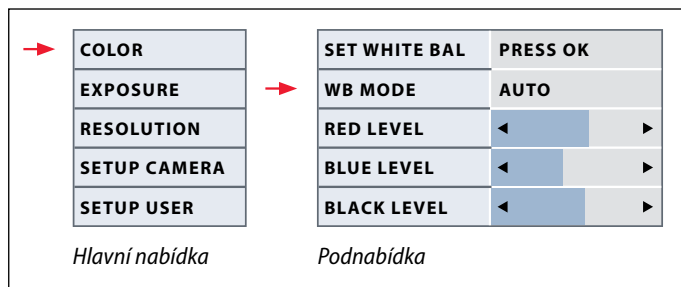 COLOR
EXPOSURE
RESOLUTION
SETUP CAMERA
SETUP USER
Hlavní nabídka
SET WHITE BAL PRESS OK
WB MODE AUTO
RED LEVEL
BLUE LEVEL
BLACK LEVEL
Podnabídka